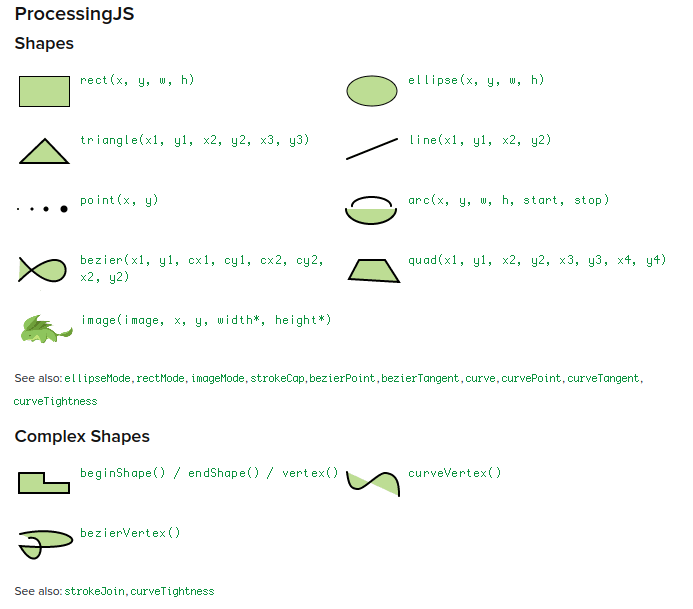 ProcessingJS
Shapes
rect(x, y, w, h)
ellipse(x, y, w, h)
triangle(x1, y1, x2, y2, x3, y3)
line(x1, y1, x2, y2)
point(x, y)
arc(x, y, w, h, start, stop)
bezier(x1, y1, cx1, cy1, cx2, cy2,
x2, y2)
quad(x1, y1, x2, y2, x3, y3, x4, y4)
image(image, x, y, width*, height*)
See also: ellipseMode, rectMode, imageMode, strokeCap, bezierPoint, bezierTangent, curve, curvePoint, curveTangent,
curveTightness
Complex Shapes
beginShape() / endShape() / vertex()
curveVertex()
bezierVertex()
See also: strokeJoin, curveTightness